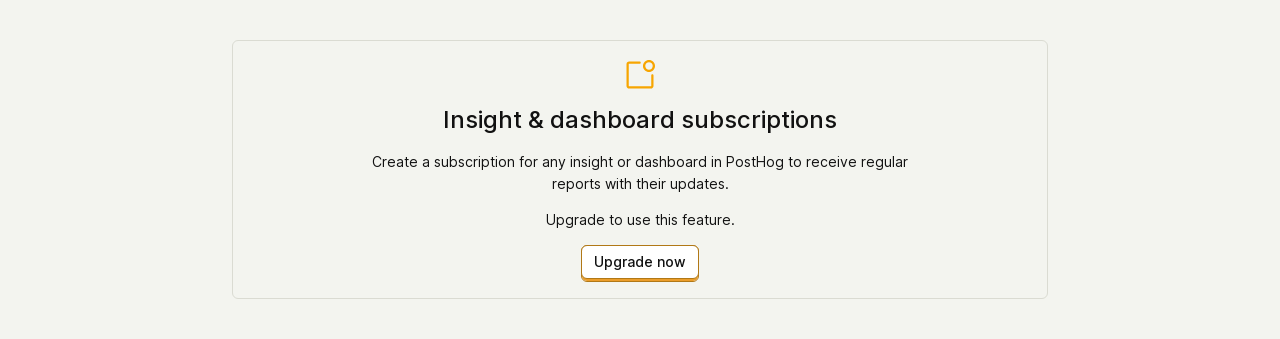 Insight & dashboard subscriptions
Create a subscription for any insight or dashboard in PostHog to receive regular
reports with their updates.
Upgrade to use this feature.
Upgrade now